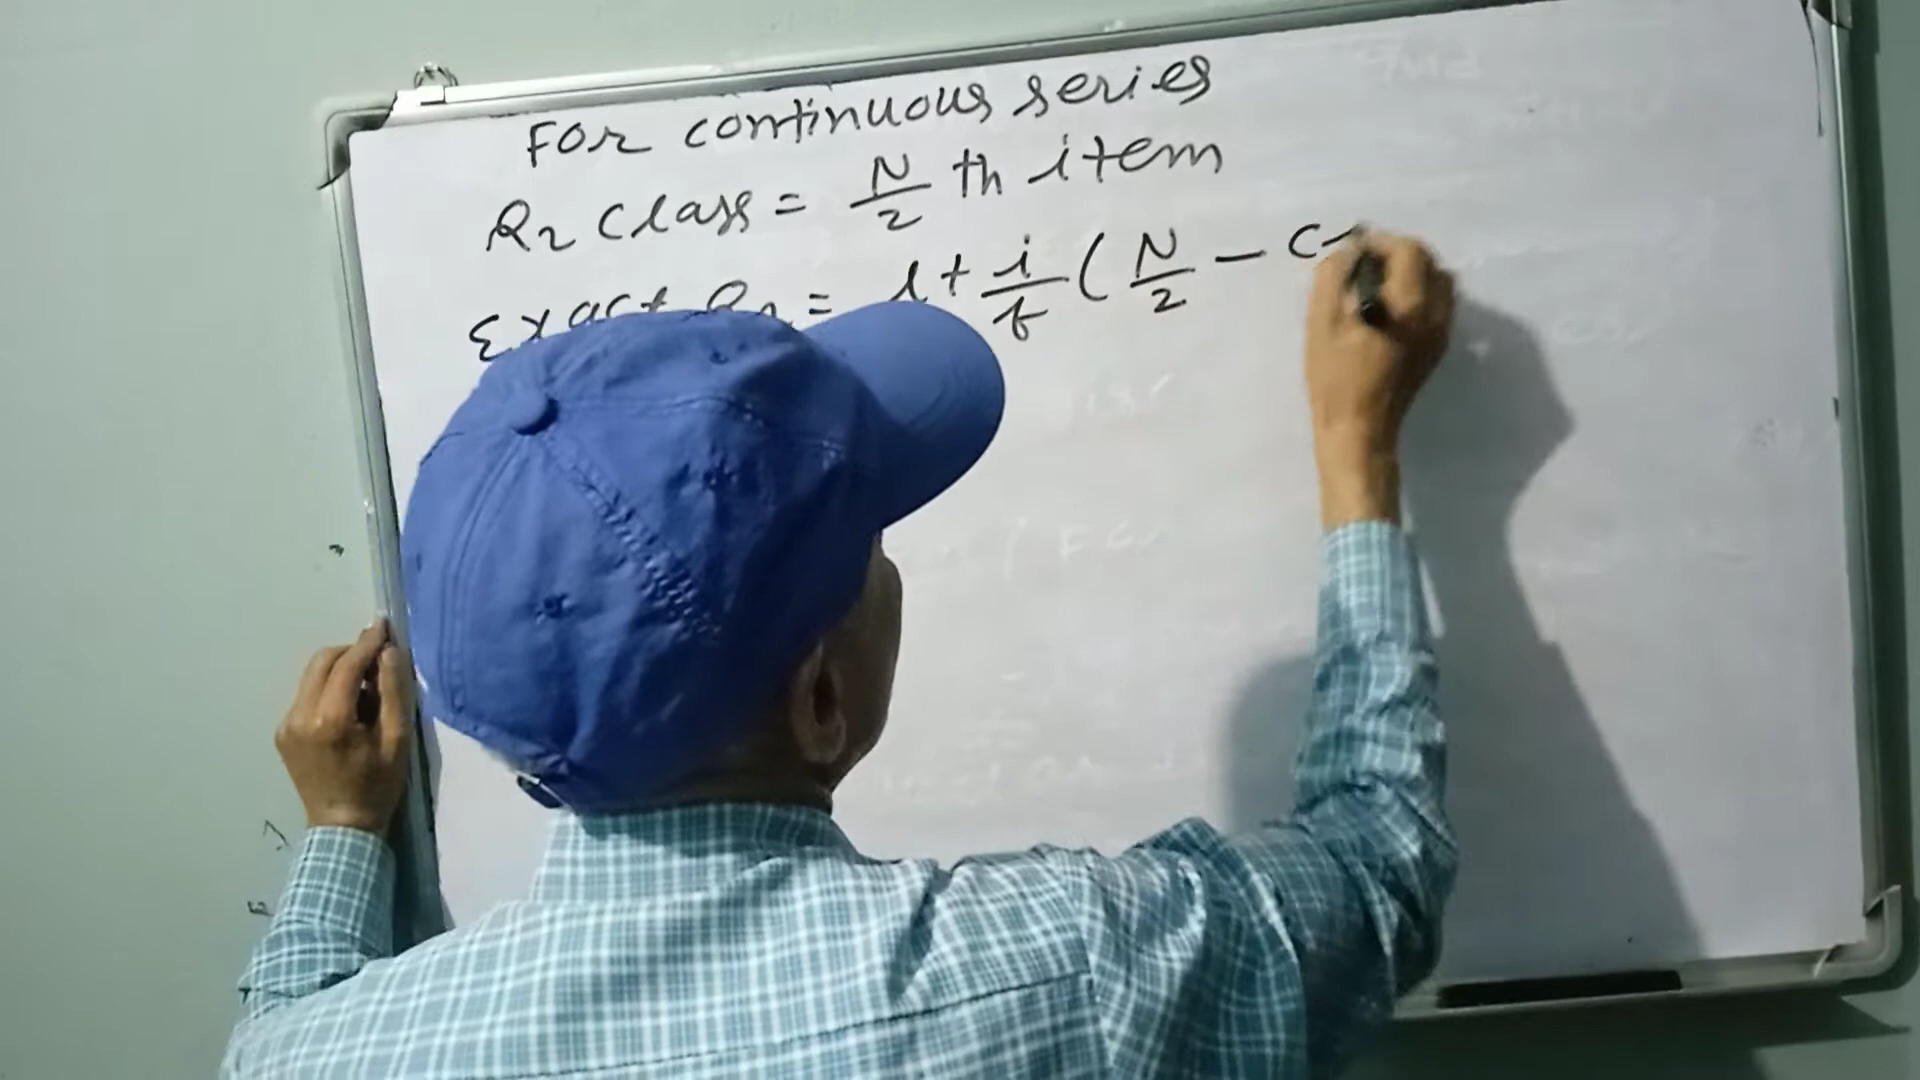 For continuous series
Q2 class = N/2 th item
Exact Q2 = l + i/f ( N/2 - c